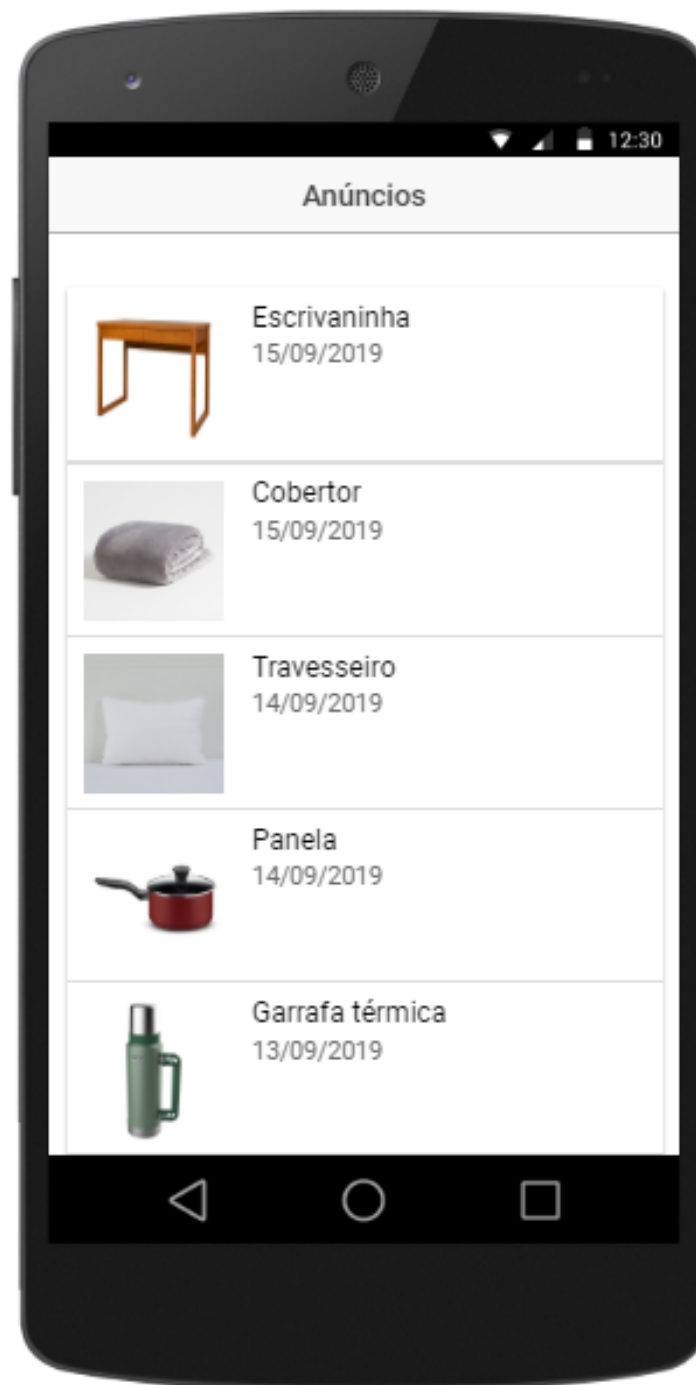 12:30
Anúncios
Escrivaninha
15/09/2019
Cobertor
15/09/2019
Travesseiro
14/09/2019
Panela
14/09/2019
Garrafa térmica
13/09/2019